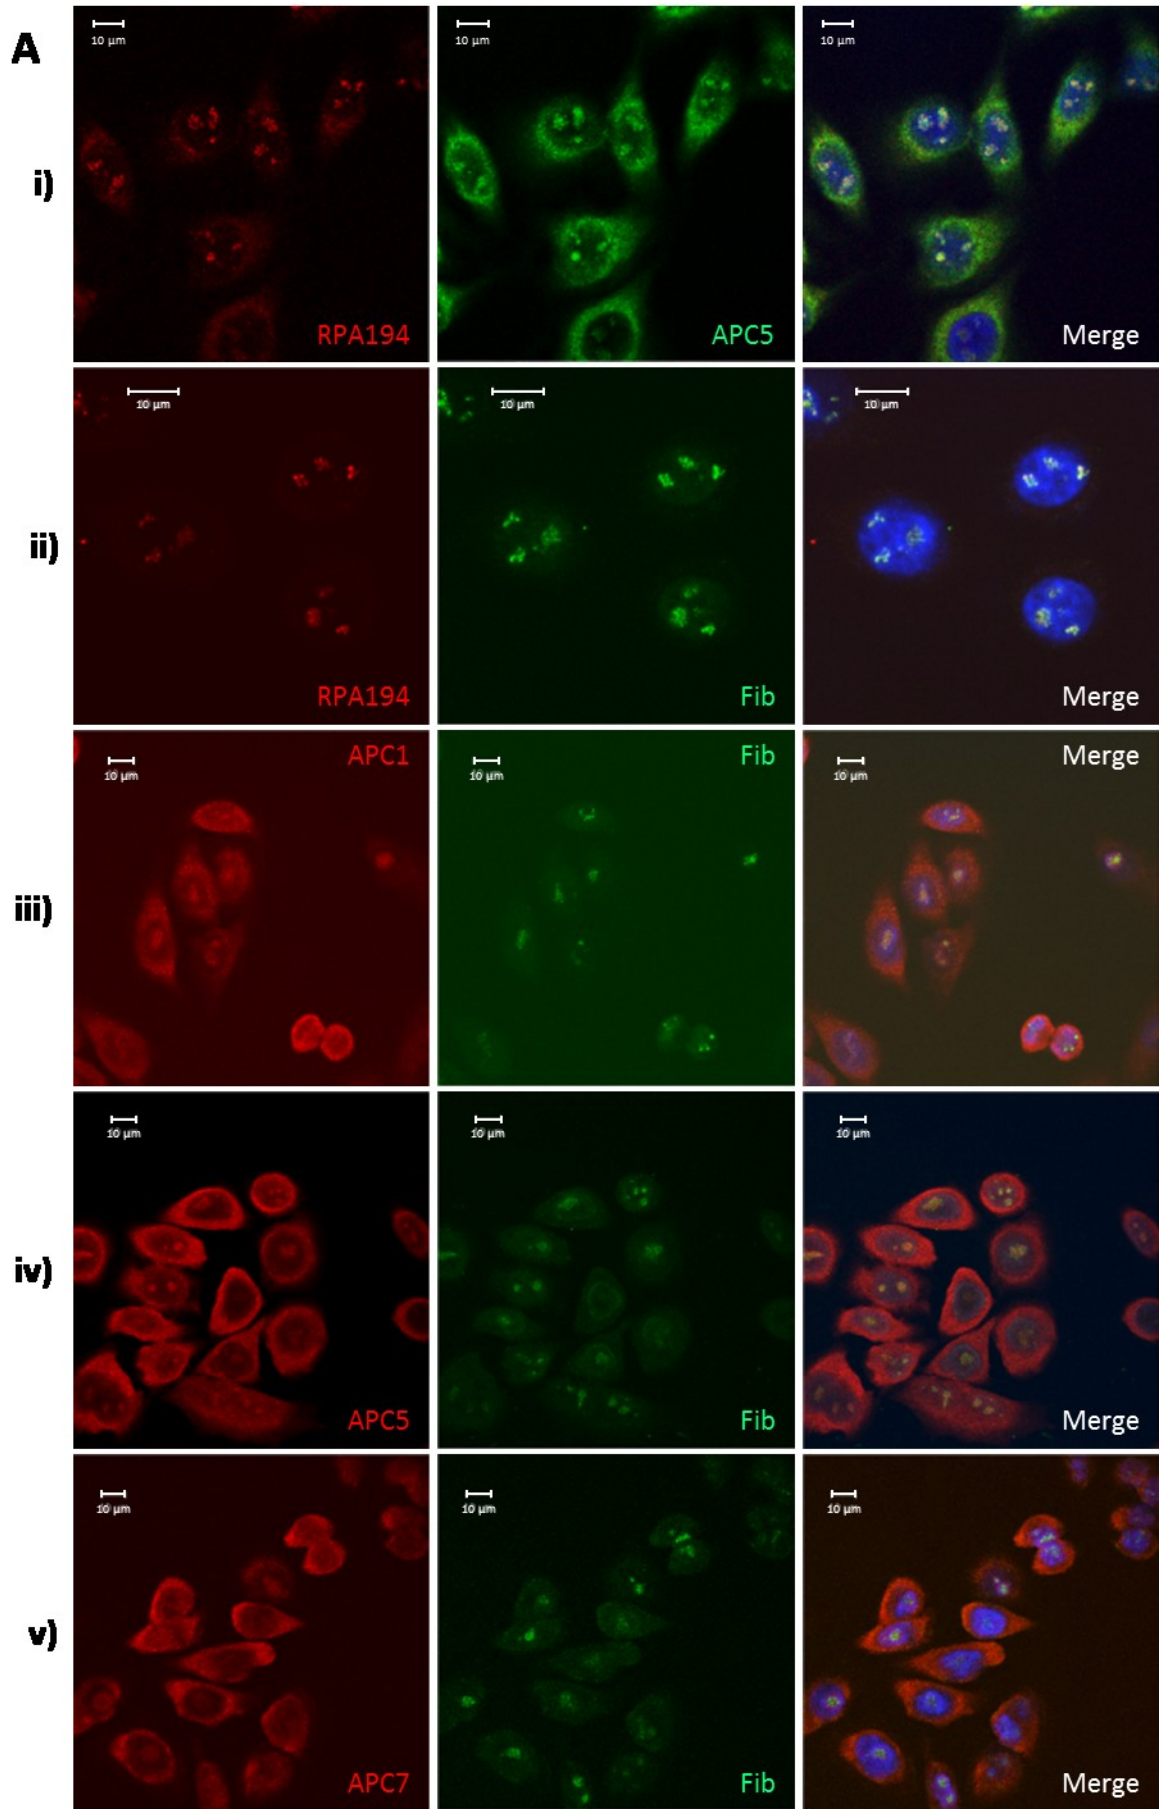 A
10 μm 10 μm 10 μm
i)
RPA194 APC5 Merge
10 μm 10 μm 10 μm
ii)
RPA194 Fib Merge
APC1 Fib Merge
10 μm 10 μm 10 μm
iii)
10 μm 10 μm 10 μm
iv)
APC5 Fib Merge
10 μm 10 μm 10 μm
v)
APC7 Fib Merge